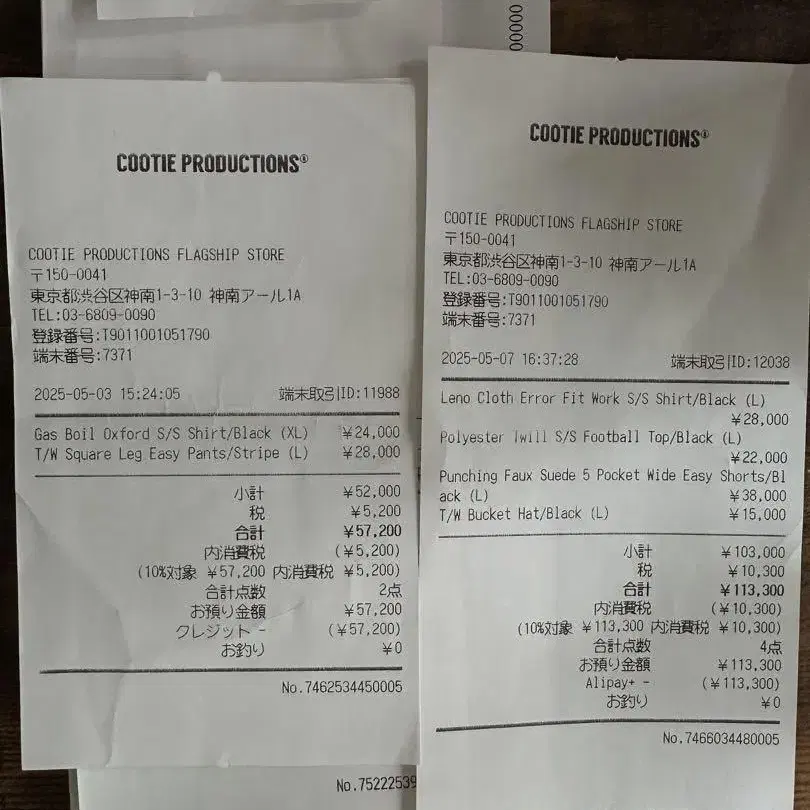 00000
COOTIE PRODUCTIONS®
COOTIE PRODUCTIONS FLAGSHIP STORE
〒150-0041
東京都渋谷区神南1-3-10 神南アール1A
TEL:03-6809-0090
登録番号:T9011001051790
端末番号:7371
2025-05-03 15:24:05 端末取引ID:11988
Gas Boil Oxford S/S Shirt/Black (XL) ¥24,000
T/W Square Leg Easy Pants/Stripe (L) ¥28,000
小計 ¥52,000
税 ¥5,200
合計 ¥57,200
内消費税 (¥5,200)
(10%対象 ¥57,200 内消費税 ¥5,200)
合計点数 2点
お預り金額 ¥57,200
クレジット - (¥57,200)
お釣り ¥0
No.7462534450005
No.75222539
COOTIE PRODUCTIONS®
COOTIE PRODUCTIONS FLAGSHIP STORE
〒150-0041
東京都渋谷区神南1-3-10 神南アール1A
TEL:03-6809-0090
登録番号:T9011001051790
端末番号:7371
2025-05-07 16:37:28 端末取引ID:12038
Leno Cloth Error Fit Work S/S Shirt/Black (L)
¥28,000
Polyester Twill S/S Football Top/Black (L)
¥22,000
Punching Faux Suede 5 Pocket Wide Easy Shorts/Bl
ack (L) ¥38,000
T/W Bucket Hat/Black (L) ¥15,000
小計 ¥103,000
税 ¥10,300
合計 ¥113,300
内消費税 (¥10,300)
(10%対象 ¥113,300 内消費税 ¥10,300)
合計点数 4点
お預り金額 ¥113,300
Alipay+ - (¥113,300)
お釣り ¥0
No.7466034480005